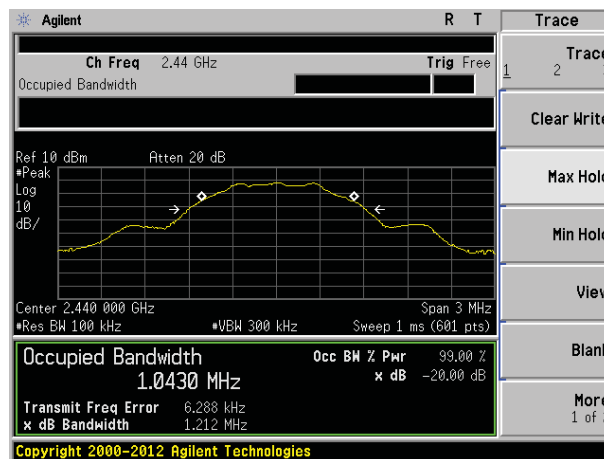 Agilent R T Trace
Ch Freq 2.44 GHz Trig Free
Occupied Bandwidth
Trace
1 2
Clear Write
Max Hold
Min Hold
View
Blank
More
1 of
Ref 10 dBm Atten 20 dB
#Peak
Log
10
dB/
Center 2.440 000 GHz Span 3 MHz
#Res BW 100 kHz #VBW 300 kHz Sweep 1 ms (601 pts)
Occupied Bandwidth Occ BW % Pwr 99.00 %
1.0430 MHz x dB -20.00 dB
Transmit Freq Error 6.288 kHz
x dB Bandwidth 1.212 MHz
Copyright 2000-2012 Agilent Technologies